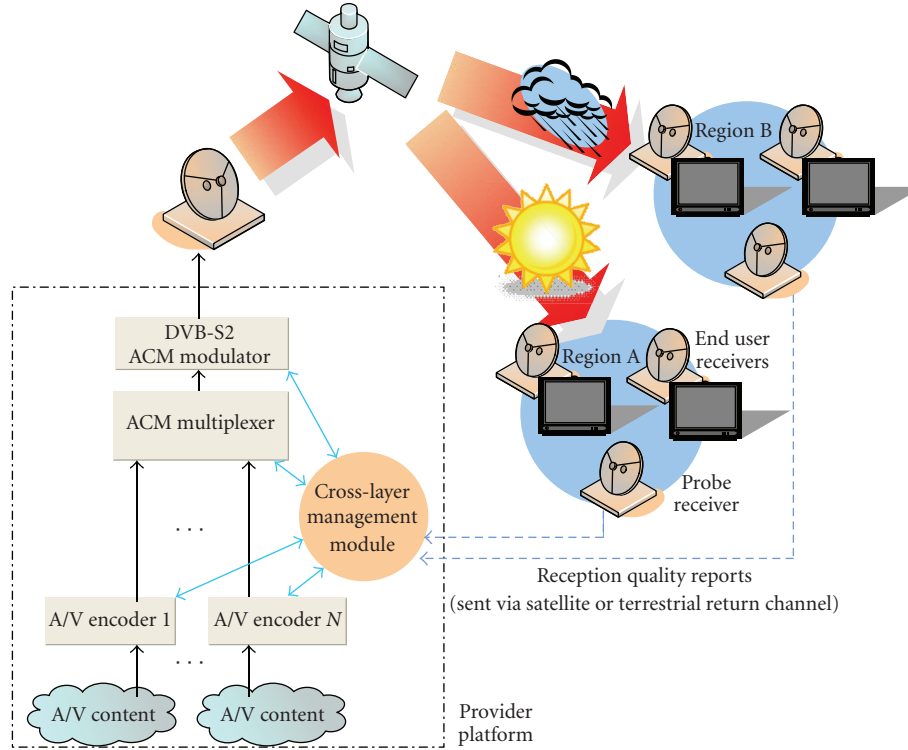 Region B
DVB-S2
ACM modulator
Region A
End user
receivers
ACM multiplexer
Cross-layer
management
module
Probe
receiver
. . .
Reception quality reports
(sent via satellite or terrestrial return channel)
A/V encoder 1
A/V encoder N
. . .
A/V content
A/V content
Provider
platform